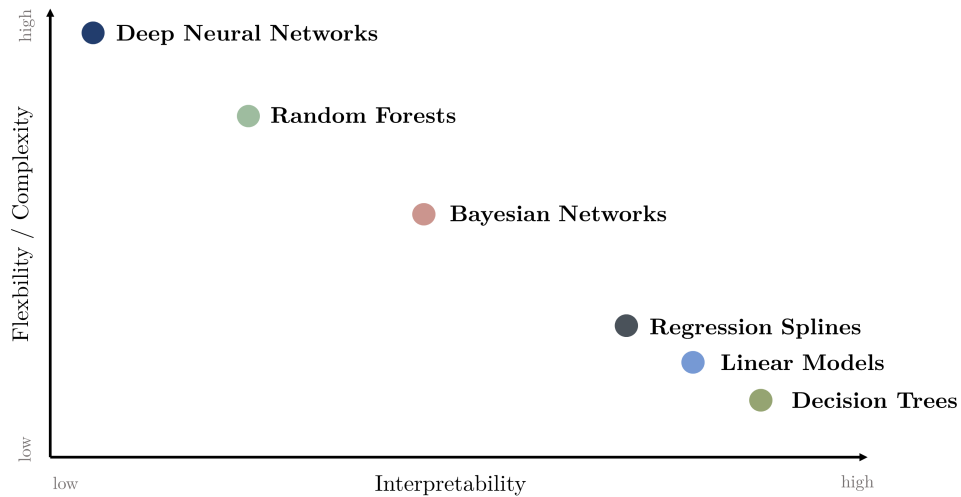 high
Deep Neural Networks
Random Forests
Flexbility / Complexity
Bayesian Networks
Regression Splines
Linear Models
Decision Trees
low
low
Interpretability
high